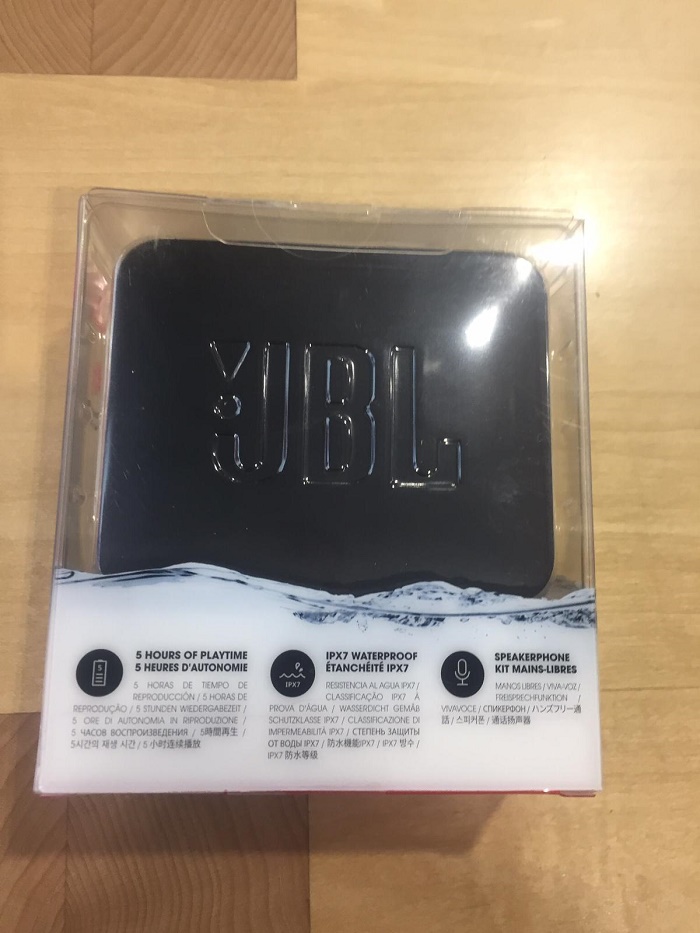 JBL
5
5 HOURS OF PLAYTIME
5 HEURES D'AUTONOMIE
5 HORAS DE TIEMPO DE
REPRODUCCIÓN / 5 HORAS DE
REPRODUÇÃO / 5 STUNDEN WIEDERGABEZEIT /
5 ORE DI AUTONOMIA IN RIPRODUZIONE /
5 ЧАСОВ ВОСПРОИЗВЕДЕНИЯ / 5時間再生 /
5시간의 재생 시간 / 5 小时连续播放
IPX7
IPX7 WATERPROOF
ÉTANCHÉITÉ IPX7
RESISTENCIA AL AGUA IPX7 /
CLASSIFICAÇÃO IPX7 À
PROVA D'ÁGUA / WASSERDICHT GEMÄß
SCHUTZKLASSE IPX7 / CLASSIFICAZIONE DI
IMPERMEABILITÀ IPX7 / СТЕПЕНЬ ЗАЩИТЫ
ОТ ВОДЫ IPX7 / 防水機能IPX7 / IPX7 방수 /
IPX7 防水等级
SPEAKERPHONE
KIT MAINS-LIBRES
MANOS LIBRES / VIVA-VOZ /
FREISPRECHFUNKTION /
VIVAVOCE / СПИКЕРФОН / ハンズフリー通
話 / 스피커폰 / 通话扬声器